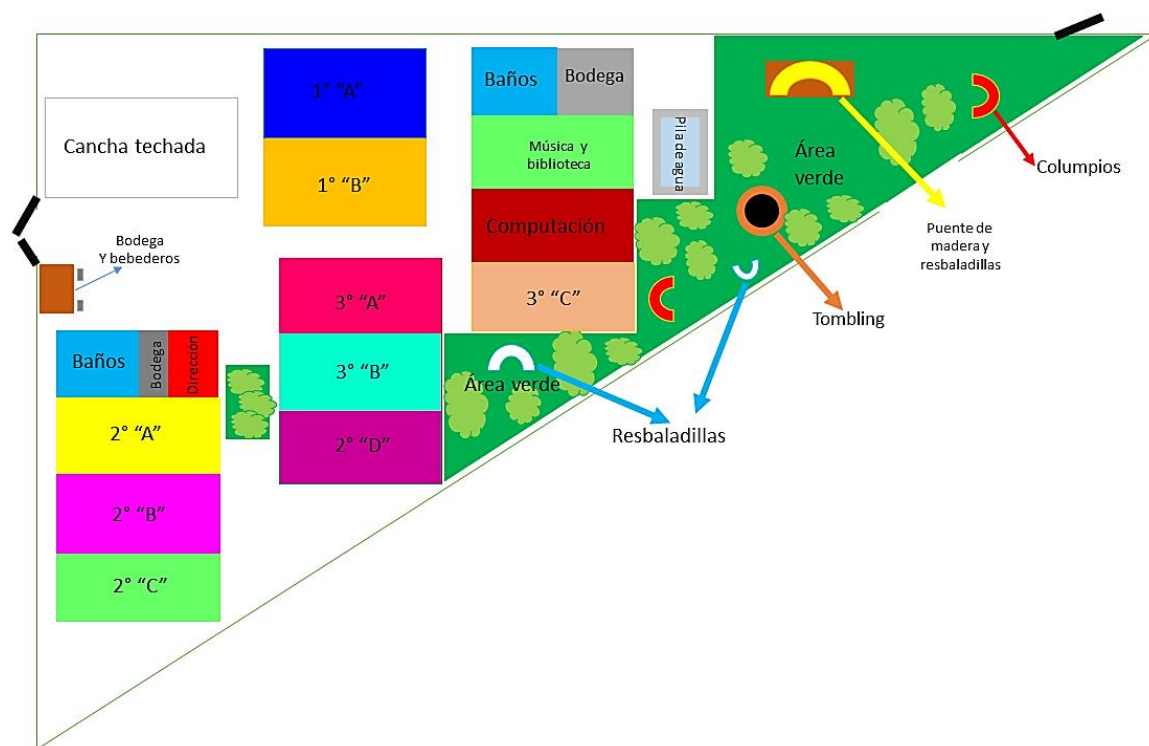 Cancha techada
1° “A”
1° “B”
Baños
Bodega
Música y
biblioteca
Computación
3° “C”
Pila de agua
Área
verde
Columpios
Puente de
madera y
resbaladillas
Tombling
Bodega
Y bebederos
Baños
Bodega
Dirección
2° “A”
2° “B”
2° “C”
3° “A”
3° “B”
2° “D”
Área verde
Resbaladillas